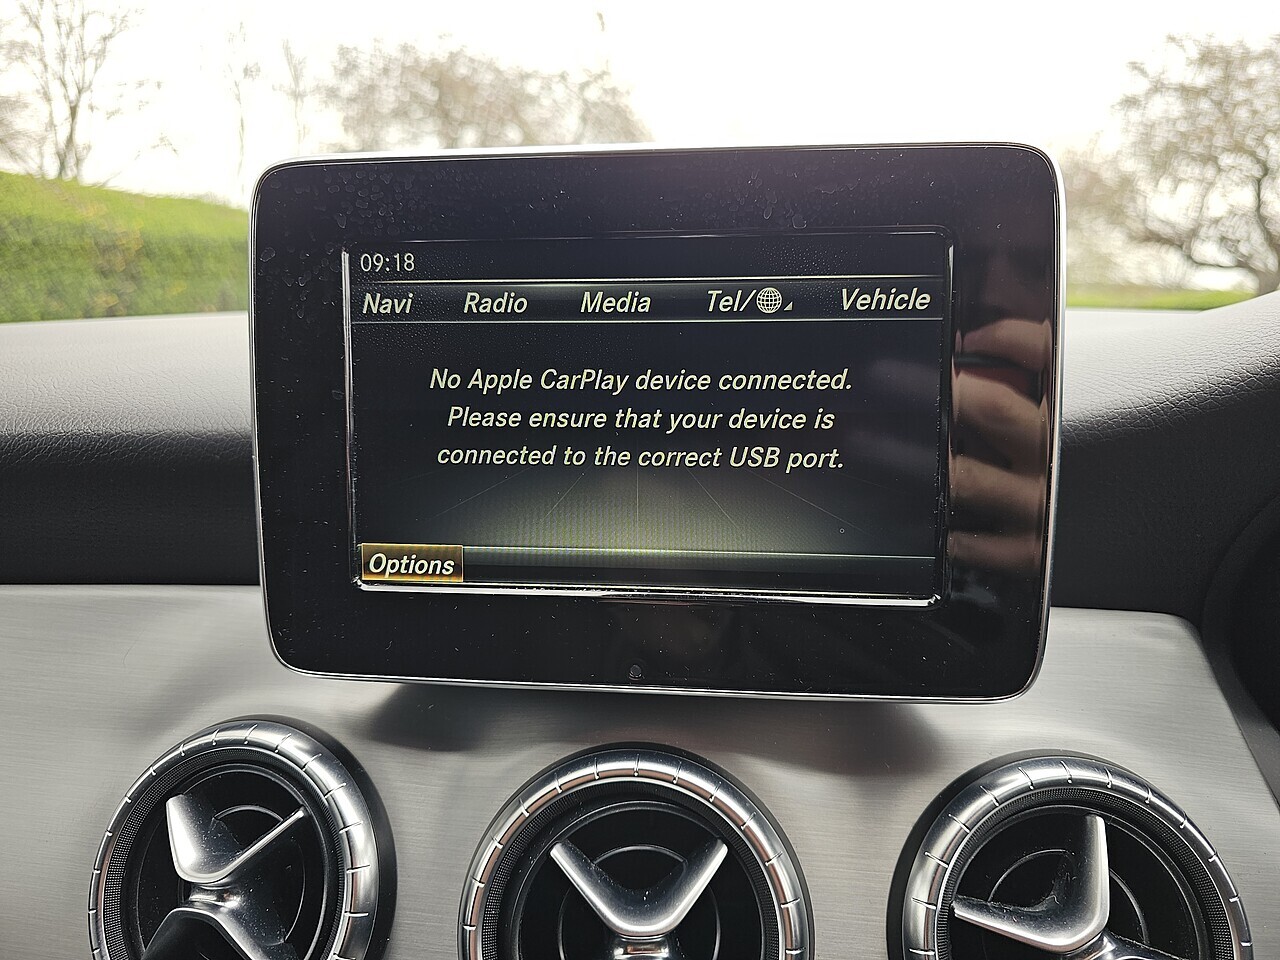 09:18
Navi Radio Media Tel/ Vehicle
No Apple CarPlay device connected.
Please ensure that your device is
connected to the correct USB port.
Options